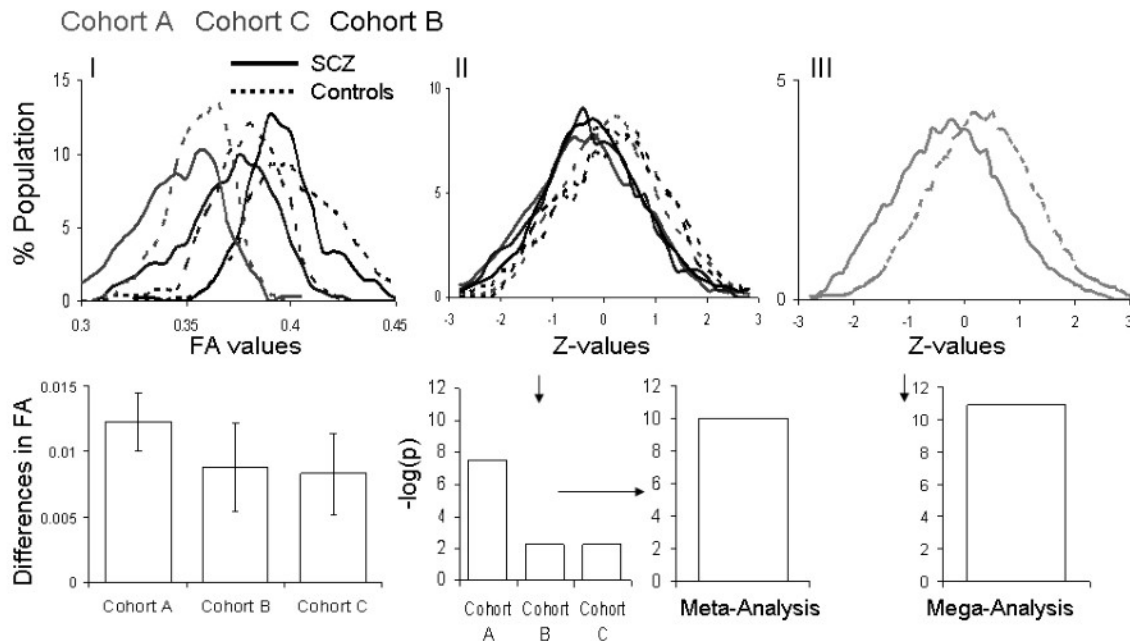 Cohort A Cohort C Cohort B
I
SCZ
Controls
% Population
15
10
5
0
0.3 0.35 0.4 0.45
FA values
II
10
5
0
-3 -2 -1 0 1 2 3
Z-values
III
5
0
-3 -2 -1 0 1 2 3
Z-values
Differences in FA
0.015
0.01
0.005
0
Cohort A Cohort B Cohort C
-log(p)
12
10
8
6
4
2
0
Cohort Cohort Cohort
A B C
12
10
8
6
4
2
0
Meta-Analysis
12
10
8
6
4
2
0
Mega-Analysis